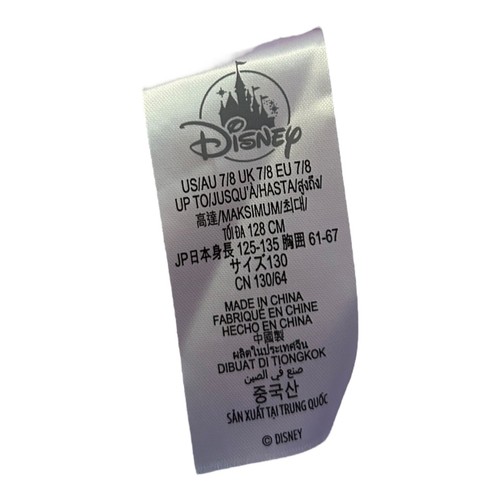 Disney
US/AU 7/8 UK 7/8 EU 7/8
UP TO/JUSQU'À/HASTA/สูงถึง/
高達/MAKSIMUM/최대/
TỐI ĐA 128 CM
JP日本身長 125-135 胸囲 61-67
サイズ130
CN 130/64
MADE IN CHINA
FABRIQUÉ EN CHINE
HECHO EN CHINA
中國製
ผลิตในประเทศจีน
DIBUAT DI TIONGKOK
صنع في الصين
중국산
SẢN XUẤT TẠI TRUNG QUỐC
© DISNEY